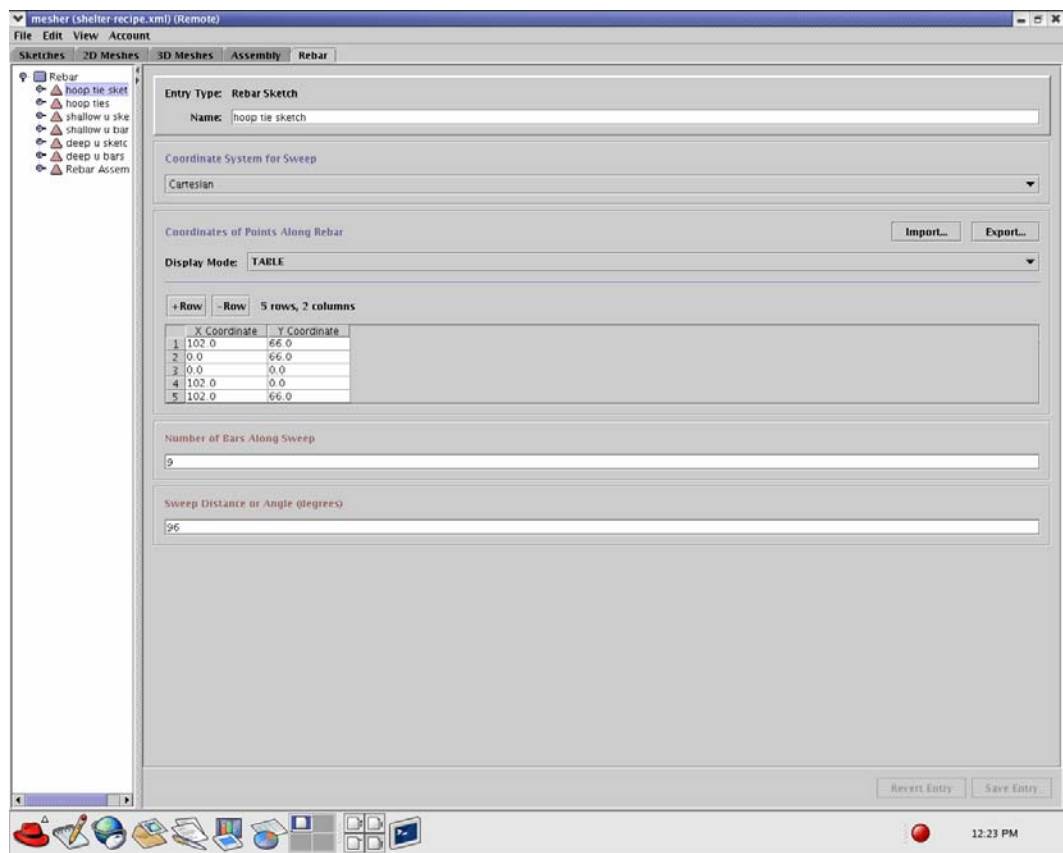 mesher (shelter-recipe.xml) (Remote)
File Edit View Account
Sketches 2D Meshes 3D Meshes Assembly Rebar
Rebar
hoop tie sket
hoop ties
shallow u ske
shallow u bar
deep u sketc
deep u bars
Rebar Assem
Entry Type: Rebar Sketch
Name: hoop tie sketch
Coordinate System for Sweep
Cartesian
Coordinates of Points Along Rebar Import... Export...
Display Mode: TABLE
+Row -Row 5 rows, 2 columns
X Coordinate Y Coordinate
1 102.0 66.0
2 0.0 66.0
3 0.0 0.0
4 102.0 0.0
5 102.0 66.0
Number of Bars Along Sweep
9
Sweep Distance or Angle (degrees)
96
Revert Entry Save Entry
12:23 PM